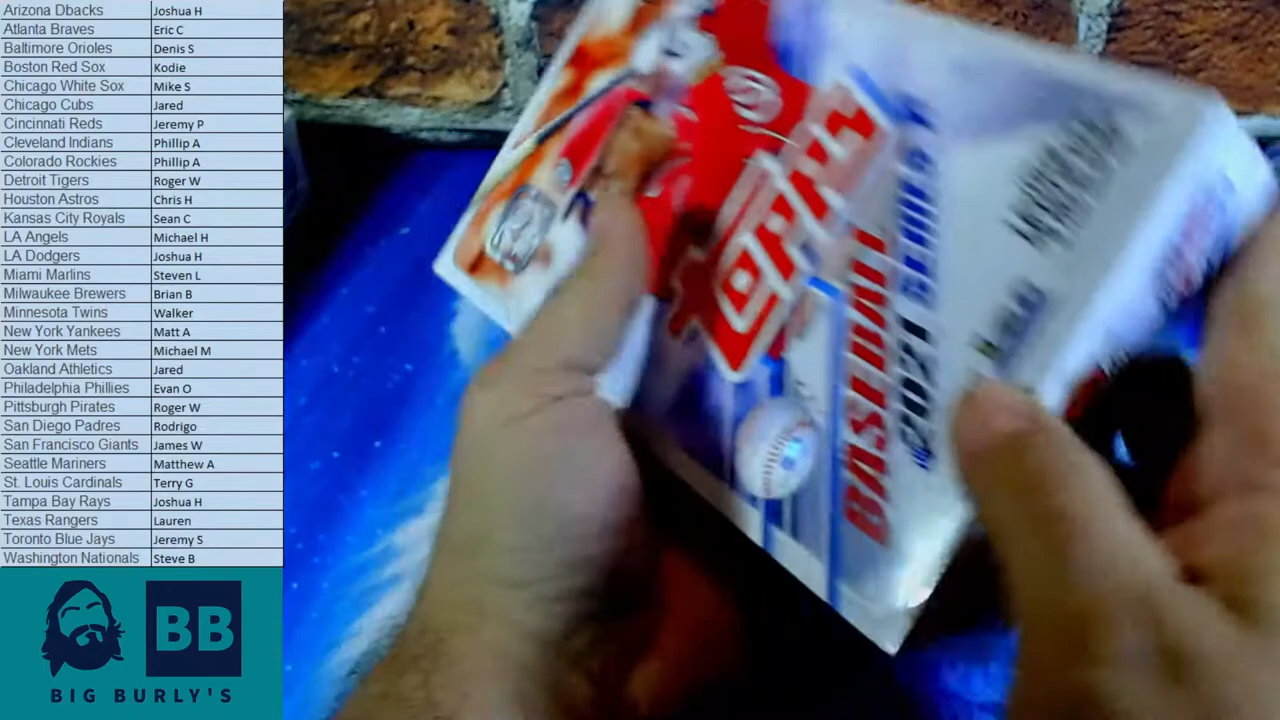 Arizona Dbacks Joshua H
Atlanta Braves Eric C
Baltimore Orioles Denis S
Boston Red Sox Kodie
Chicago White Sox Mike S
Chicago Cubs Jared
Cincinnati Reds Jeremy P
Cleveland Indians Phillip A
Colorado Rockies Phillip A
Detroit Tigers Roger W
Houston Astros Chris H
Kansas City Royals Sean C
LA Angels Michael H
LA Dodgers Joshua H
Miami Marlins Steven L
Milwaukee Brewers Brian B
Minnesota Twins Walker
New York Yankees Matt A
New York Mets Michael M
Oakland Athletics Jared
Philadelphia Phillies Evan O
Pittsburgh Pirates Roger W
San Diego Padres Rodrigo
San Francisco Giants James W
Seattle Mariners Matthew A
St. Louis Cardinals Terry G
Tampa Bay Rays Joshua H
Texas Rangers Lauren
Toronto Blue Jays Jeremy S
Washington Nationals Steve B
BB
BIG BURLY'S
BASEBALL
2021